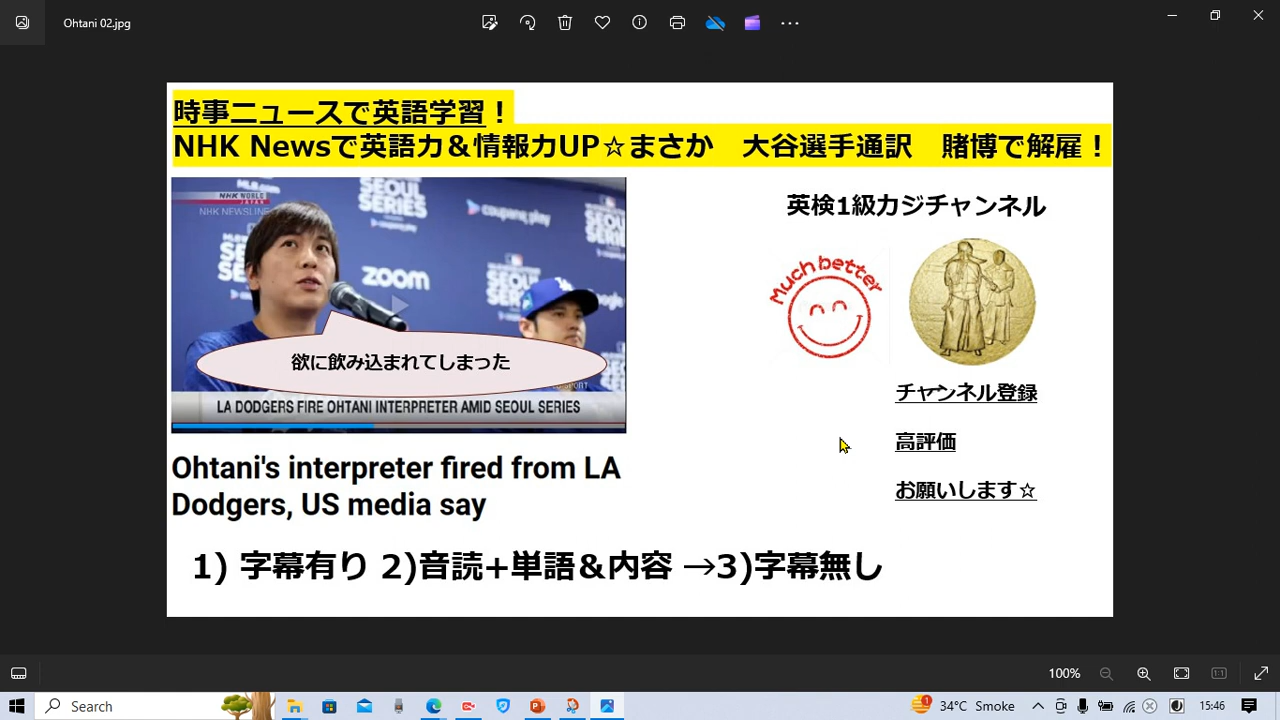 Ohtani 02.jpg
時事ニュースで英語学習！
NHK Newsで英語力＆情報力UP☆まさか　大谷選手通訳　賭博で解雇！
英検1級カジチャンネル
NHK WORLD
JAPAN
NHK NEWSLINE
MLB.com
SEOUL
SERIES
coupang play
zoom
Much better
欲に飲み込まれてしまった
LA DODGERS FIRE OHTANI INTERPRETER AMID SEOUL SERIES
チャンネル登録
高評価
お願いします☆
Ohtani's interpreter fired from LA
Dodgers, US media say
1) 字幕有り 2)音読+単語＆内容 →3)字幕無し
100%
Search
1
34°C Smoke
15:46